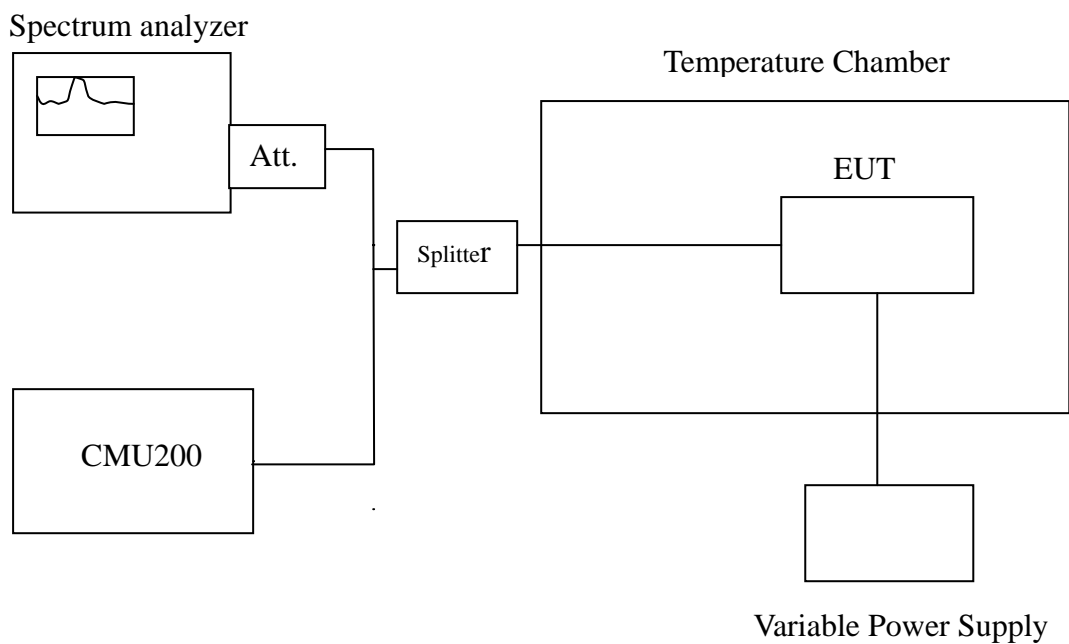 Spectrum analyzer
Temperature Chamber
Att.
EUT
Splitter
CMU200
Variable Power Supply